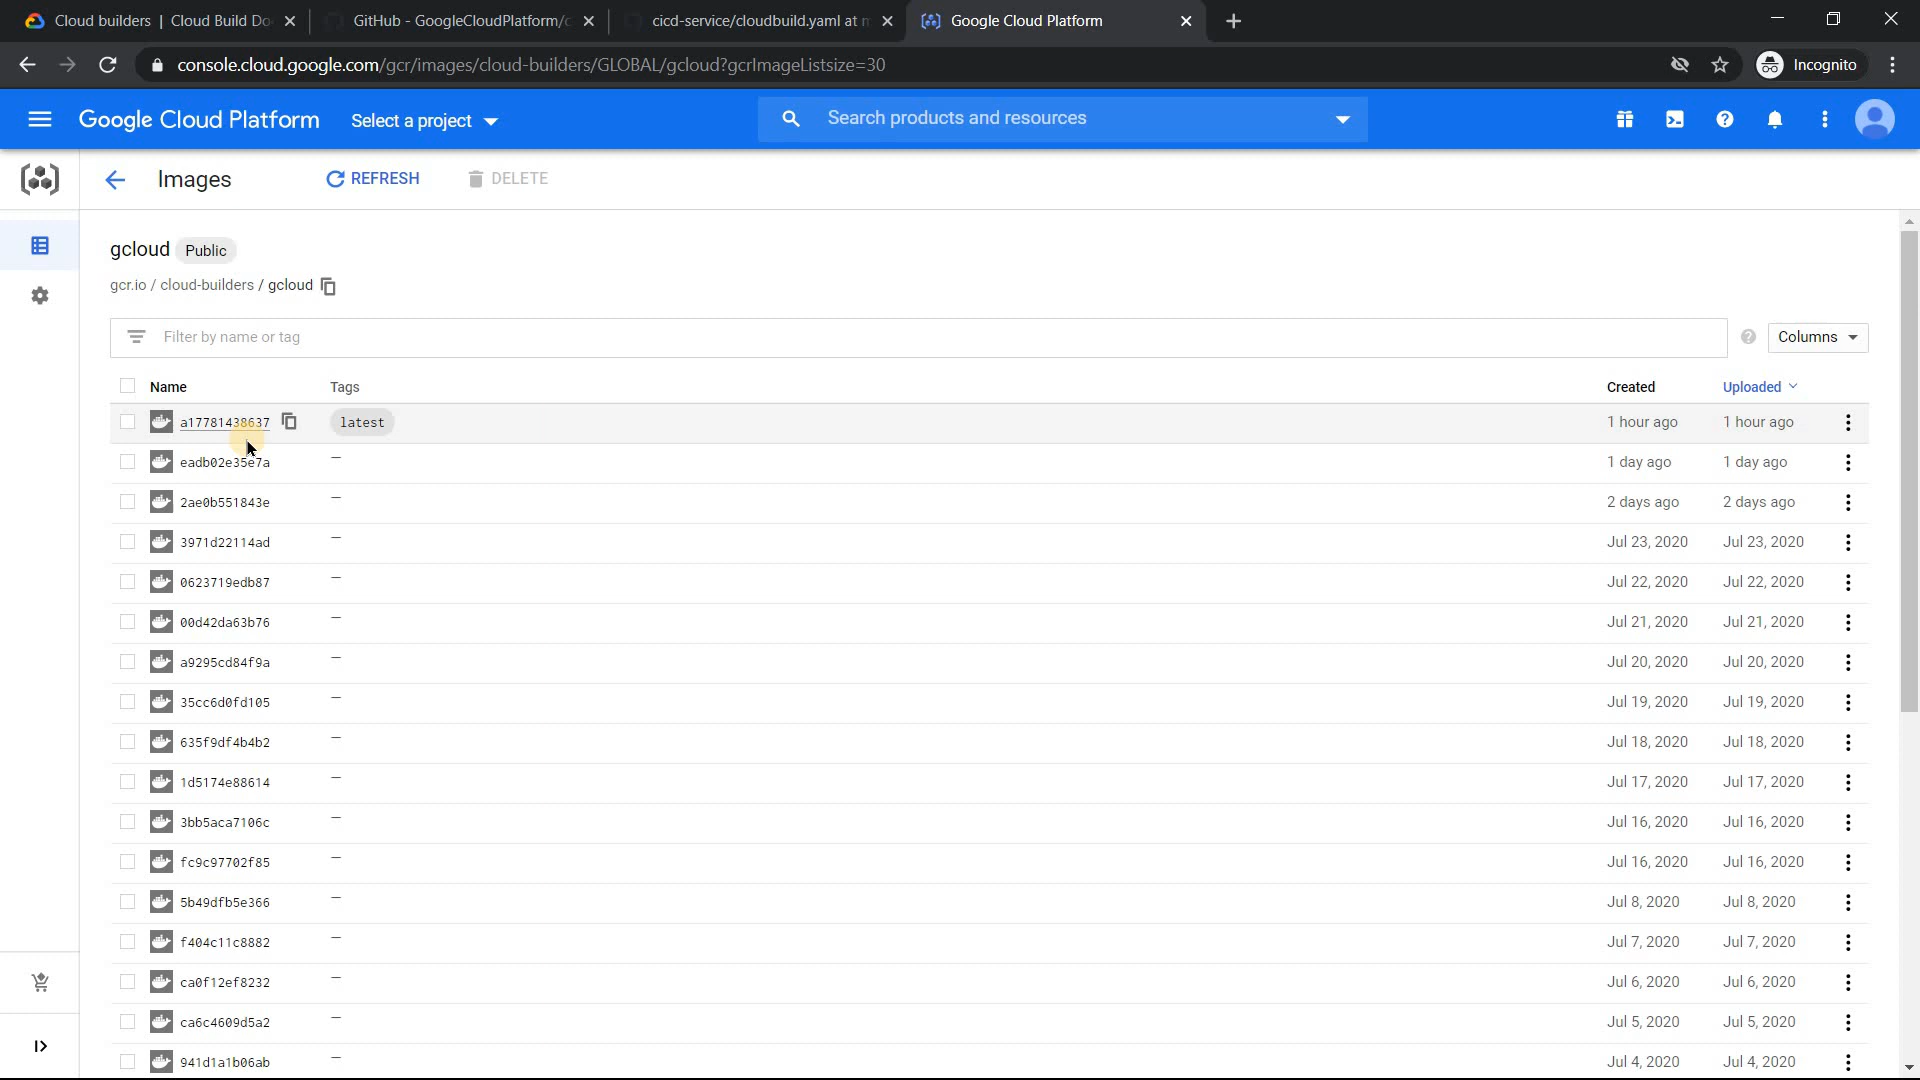 Cloud builders | Cloud Build Do
GitHub - GoogleCloudPlatform/c
cicd-service/cloudbuild.yaml at m
Google Cloud Platform
console.cloud.google.com/gcr/images/cloud-builders/GLOBAL/gcloud?gcrImageListsize=30
Incognito
Google Cloud Platform
Select a project
Search products and resources
Images
REFRESH
DELETE
gcloud Public
gcr.io / cloud-builders / gcloud
Filter by name or tag
Columns
Name Tags Created Uploaded
a17781438637 latest 1 hour ago 1 hour ago
eadb02e35e7a — 1 day ago 1 day ago
2ae0b551843e — 2 days ago 2 days ago
3971d22114ad — Jul 23, 2020 Jul 23, 2020
0623719edb87 — Jul 22, 2020 Jul 22, 2020
00d42da63b76 — Jul 21, 2020 Jul 21, 2020
a9295cd84f9a — Jul 20, 2020 Jul 20, 2020
35cc6d0fd105 — Jul 19, 2020 Jul 19, 2020
635f9df4b4b2 — Jul 18, 2020 Jul 18, 2020
1d5174e88614 — Jul 17, 2020 Jul 17, 2020
3bb5aca7106c — Jul 16, 2020 Jul 16, 2020
fc9c97702f85 — Jul 16, 2020 Jul 16, 2020
5b49dfb5e366 — Jul 8, 2020 Jul 8, 2020
f404c11c8882 — Jul 7, 2020 Jul 7, 2020
ca0f12ef8232 — Jul 6, 2020 Jul 6, 2020
ca6c4609d5a2 — Jul 5, 2020 Jul 5, 2020
941d1a1b06ab — Jul 4, 2020 Jul 4, 2020